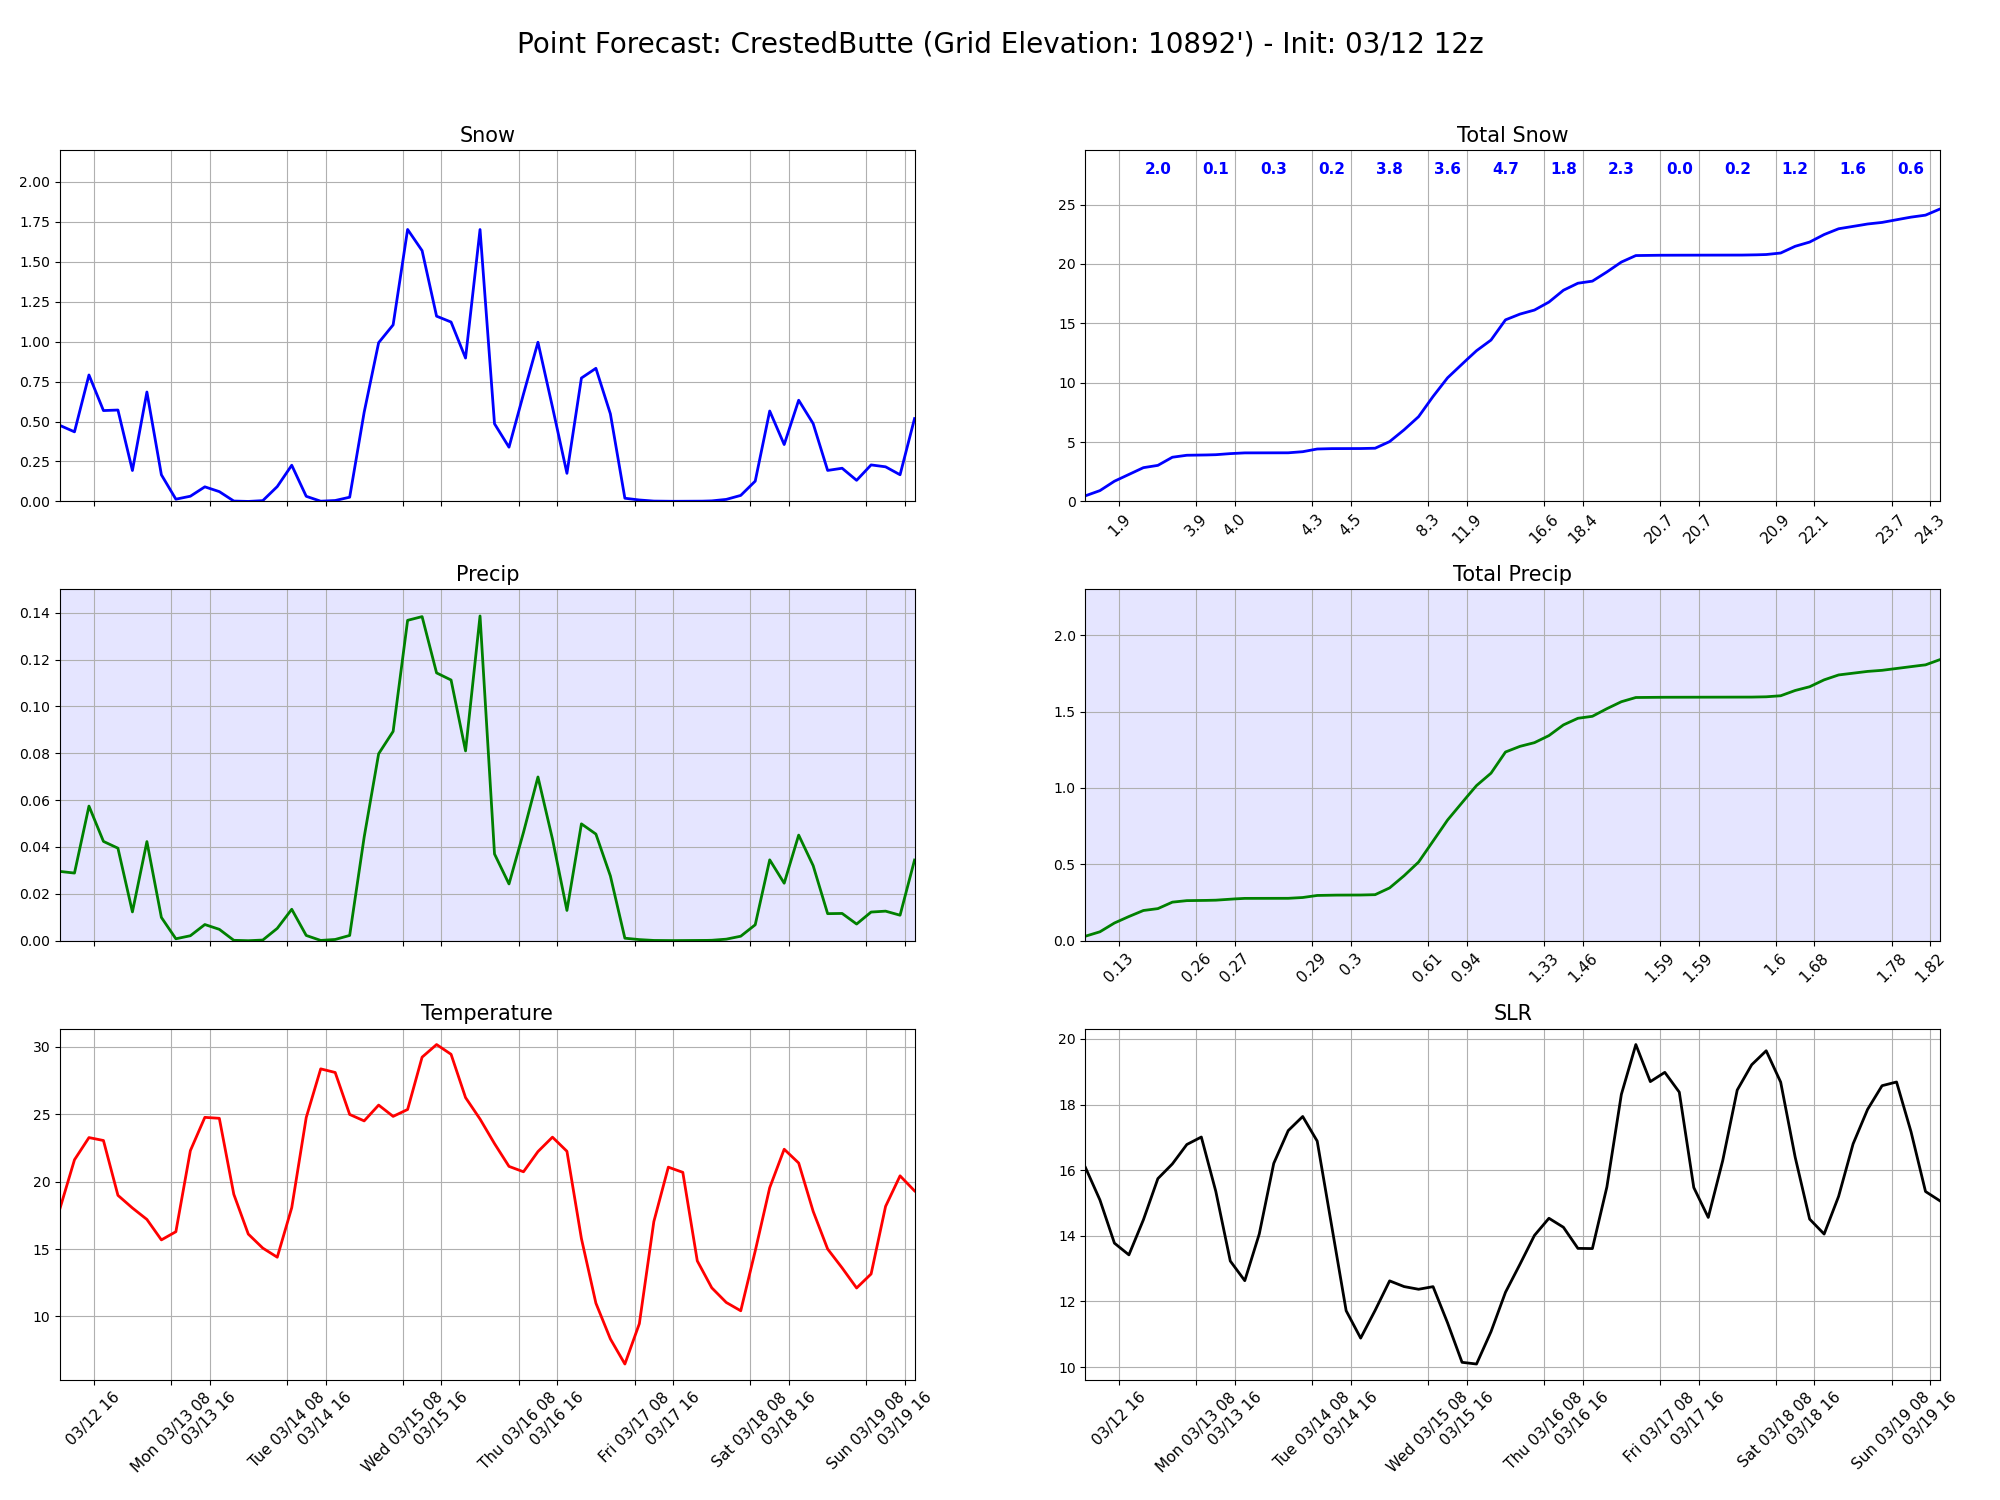 Point Forecast: CrestedButte (Grid Elevation: 10892') - Init: 03/12 12z
Snow
2.00
1.75
1.50
1.25
1.00
0.75
0.50
0.25
0.00
Total Snow
2.0 0.1 0.3 0.2 3.8 3.6 4.7 1.8 2.3 0.0 0.2 1.2 1.6 0.6
25
20
15
10
5
0
1.9 3.9 4.0 4.3 4.5 8.3 11.9 16.6 18.4 20.7 20.7 20.9 22.1 23.7 24.3
Precip
0.14
0.12
0.10
0.08
0.06
0.04
0.02
0.00
Total Precip
2.0
1.5
1.0
0.5
0.0
0.13 0.26 0.27 0.29 0.3 0.61 0.94 1.33 1.46 1.59 1.59 1.6 1.68 1.78 1.82
Temperature
30
25
20
15
10
03/12 16
Mon 03/13 08
03/13 16
Tue 03/14 08
03/14 16
Wed 03/15 08
03/15 16
Thu 03/16 08
03/16 16
Fri 03/17 08
03/17 16
Sat 03/18 08
03/18 16
Sun 03/19 08
03/19 16
SLR
20
18
16
14
12
10
03/12 16
Mon 03/13 08
03/13 16
Tue 03/14 08
03/14 16
Wed 03/15 08
03/15 16
Thu 03/16 08
03/16 16
Fri 03/17 08
03/17 16
Sat 03/18 08
03/18 16
Sun 03/19 08
03/19 16